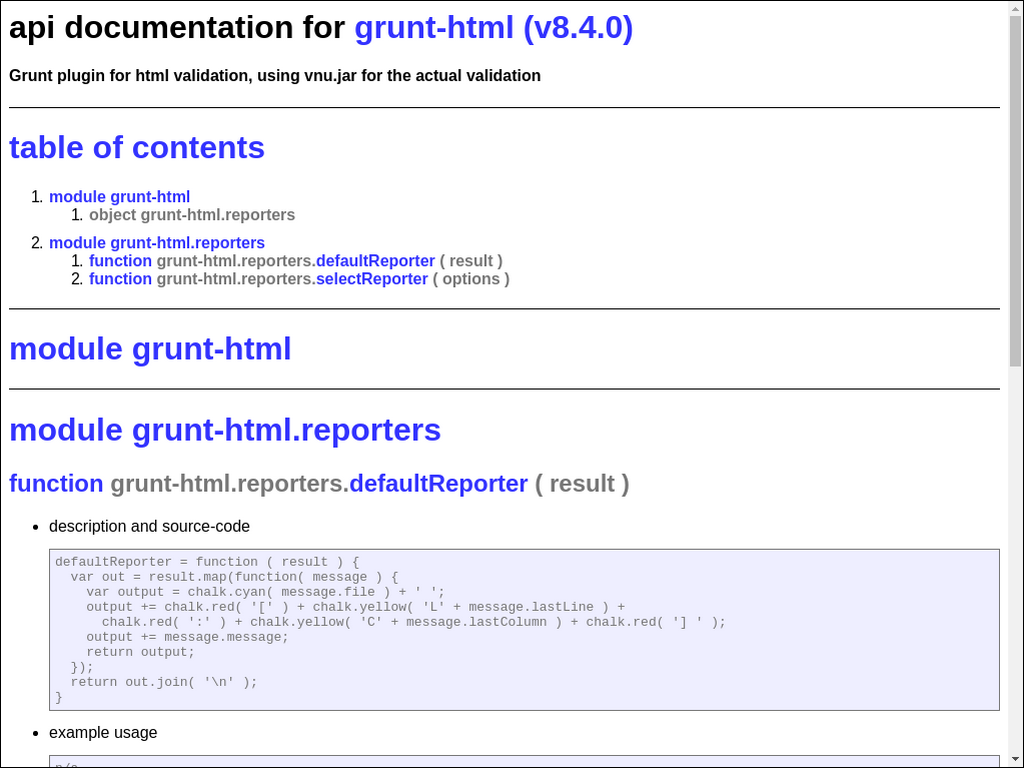 api documentation for grunt-html (v8.4.0)
Grunt plugin for html validation, using vnu.jar for the actual validation
table of contents
1. module grunt-html
1. object grunt-html.reporters
2. module grunt-html.reporters
1. function grunt-html.reporters.defaultReporter ( result )
2. function grunt-html.reporters.selectReporter ( options )
module grunt-html
module grunt-html.reporters
function grunt-html.reporters.defaultReporter ( result )
• description and source-code
defaultReporter = function ( result ) {
  var out = result.map(function( message ) {
    var output = chalk.cyan( message.file ) + ' ';
    output += chalk.red( '[' ) + chalk.yellow( 'L' + message.lastLine ) +
      chalk.red( ':' ) + chalk.yellow( 'C' + message.lastColumn ) + chalk.red( '] ' );
    output += message.message;
    return output;
  });
  return out.join( '\n' );
}
• example usage